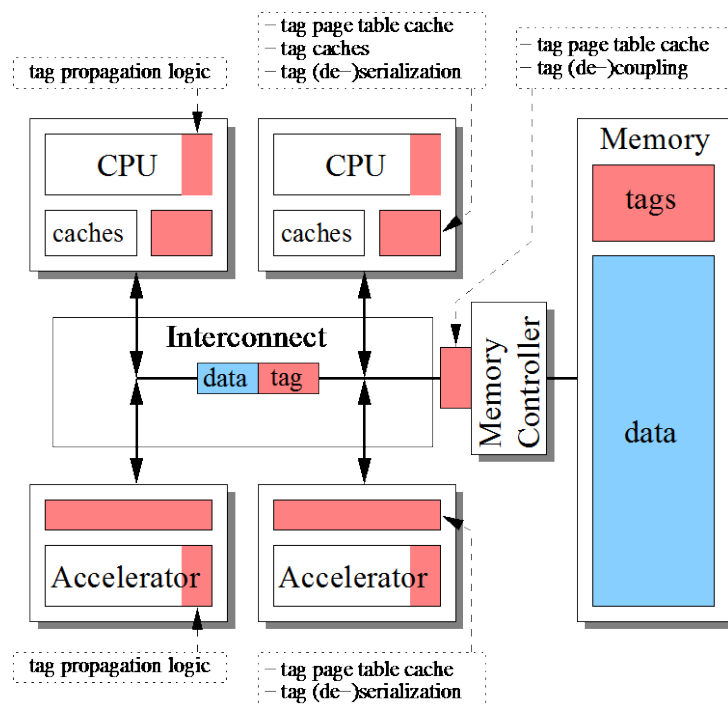 – tag page table cache
– tag caches
– tag (de–)serialization
– tag page table cache
– tag (de–)coupling
tag propagation logic
CPU
caches
CPU
caches
Memory
tags
data
Interconnect
data
tag
Memory
Controller
Accelerator
Accelerator
tag propagation logic
– tag page table cache
– tag (de–)serialization